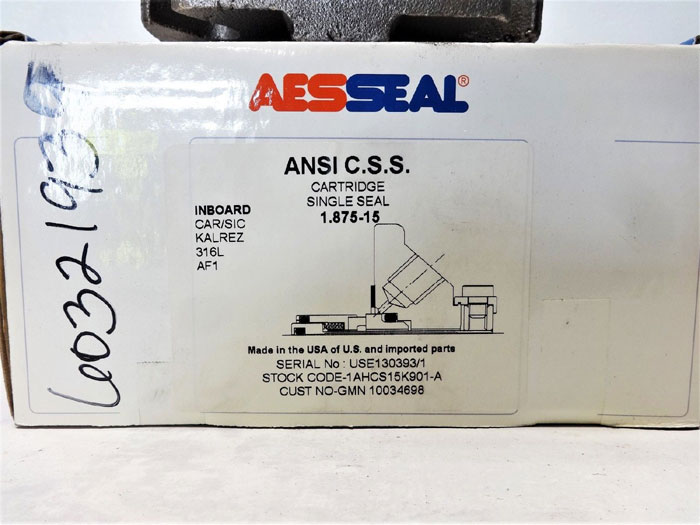 AESSEAL®
ANSI C.S.S.
CARTRIDGE
SINGLE SEAL
1.875-15
INBOARD
CAR/SIC
KALREZ
316L
AF1
Made in the USA of U.S. and imported parts
SERIAL No : USE130393/1
STOCK CODE-1AHCS15K901-A
CUST NO-GMN 10034698
60321935